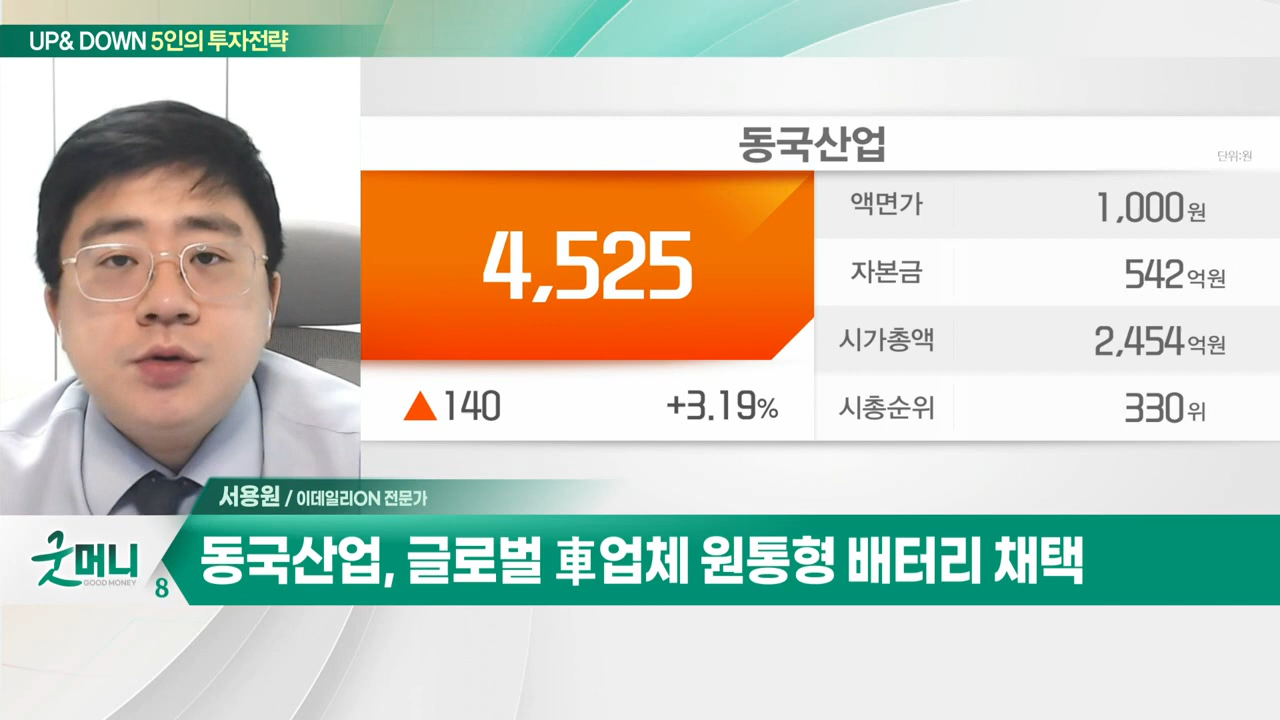 UP& DOWN 5인의 투자전략
동국산업
단위:원
4,525
▲140 +3.19%
액면가 1,000원
자본금 542억원
시가총액 2,454억원
시총순위 330위
서용원 / 이데일리ON 전문가
굿머니
GOOD MONEY
8
동국산업, 글로벌 車업체 원통형 배터리 채택